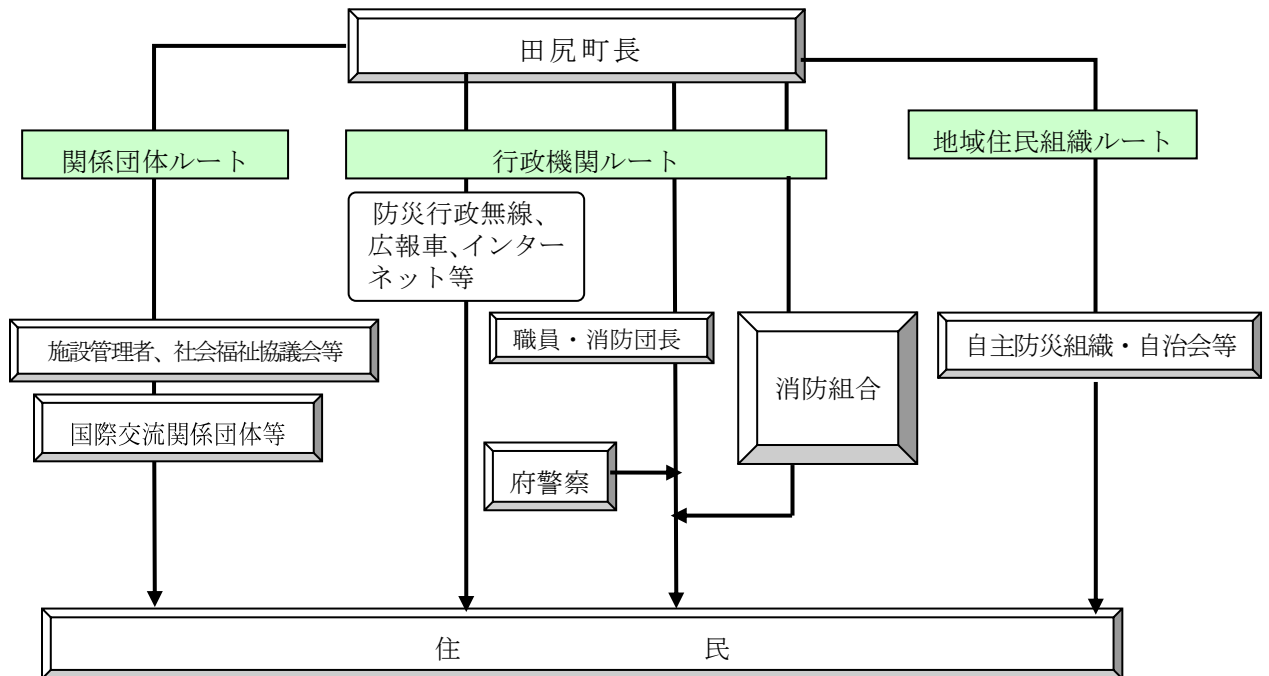 田尻町長
関係団体ルート
行政機関ルート
地域住民組織ルート
防災行政無線、
広報車、インター
ネット等
施設管理者、社会福祉協議会等
職員・消防団長
消防組合
自主防災組織・自治会等
国際交流関係団体等
府警察
住民